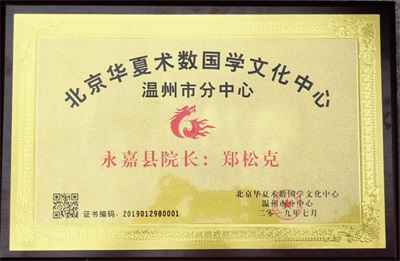 北京华夏术数国学文化中心
温州市分中心
永嘉县院长：郑松克
北京华夏术数国学文化中心
温州市分中心
二〇一九年七月
证书编码：2019012980001